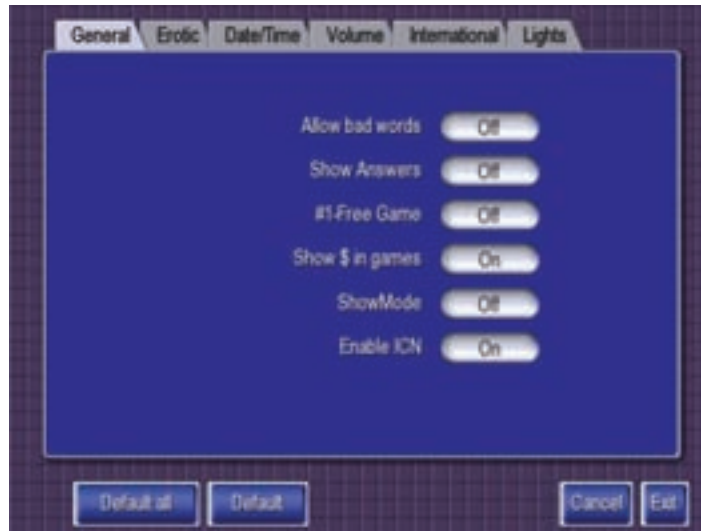 General Erotic Date/Time Volume International Lights
Allow bad words Off
Show Answers Off
#1-Free Game Off
Show $ in games On
ShowMode Off
Enable ICN On
Default all Default Cancel Exit